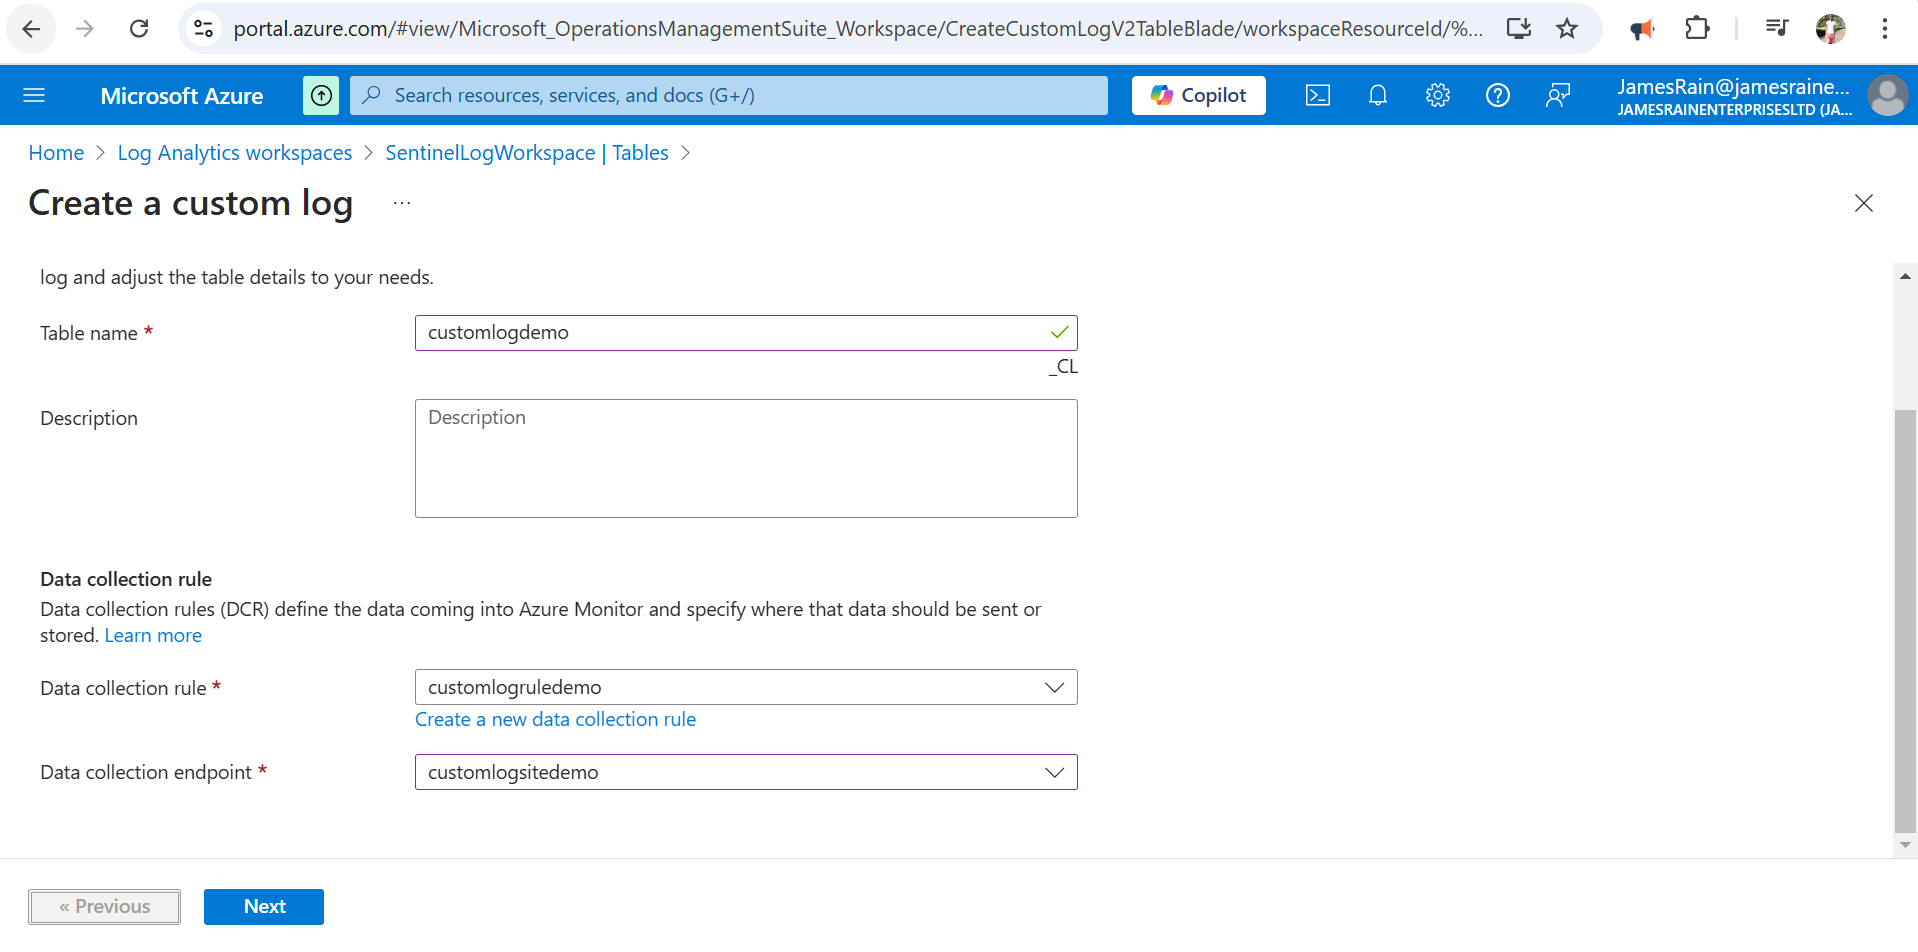 portal.azure.com/#view/Microsoft_OperationsManagementSuite_Workspace/CreateCustomLogV2TableBlade/workspaceResourceId/%...
Microsoft Azure
Search resources, services, and docs (G+/)
Copilot
JamesRain@jamesraine...
JAMESRAINENTERPRISESLTD (JA...
Home > Log Analytics workspaces > SentinelLogWorkspace | Tables >
Create a custom log ...
log and adjust the table details to your needs.
Table name *
customlogdemo
_CL
Description
Description
Data collection rule
Data collection rules (DCR) define the data coming into Azure Monitor and specify where that data should be sent or
stored. Learn more
Data collection rule *
customlogruledemo
Create a new data collection rule
Data collection endpoint *
customlogsitedemo
« Previous
Next